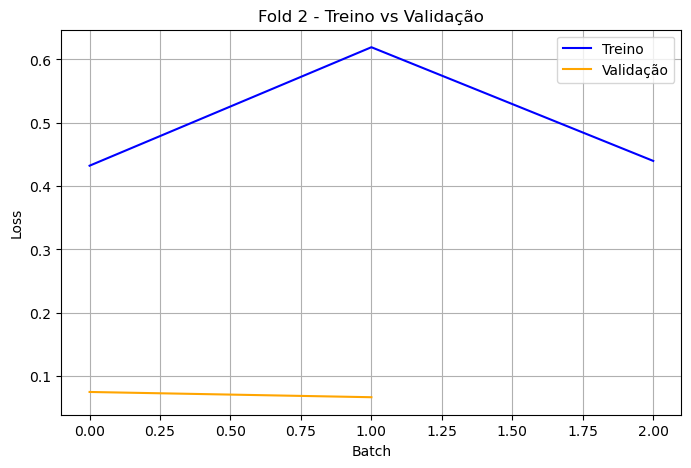 Fold 2 - Treino vs Validação
Treino
Validação
0.6
0.5
0.4
0.3
0.2
0.1
Loss
0.00 0.25 0.50 0.75 1.00 1.25 1.50 1.75 2.00
Batch